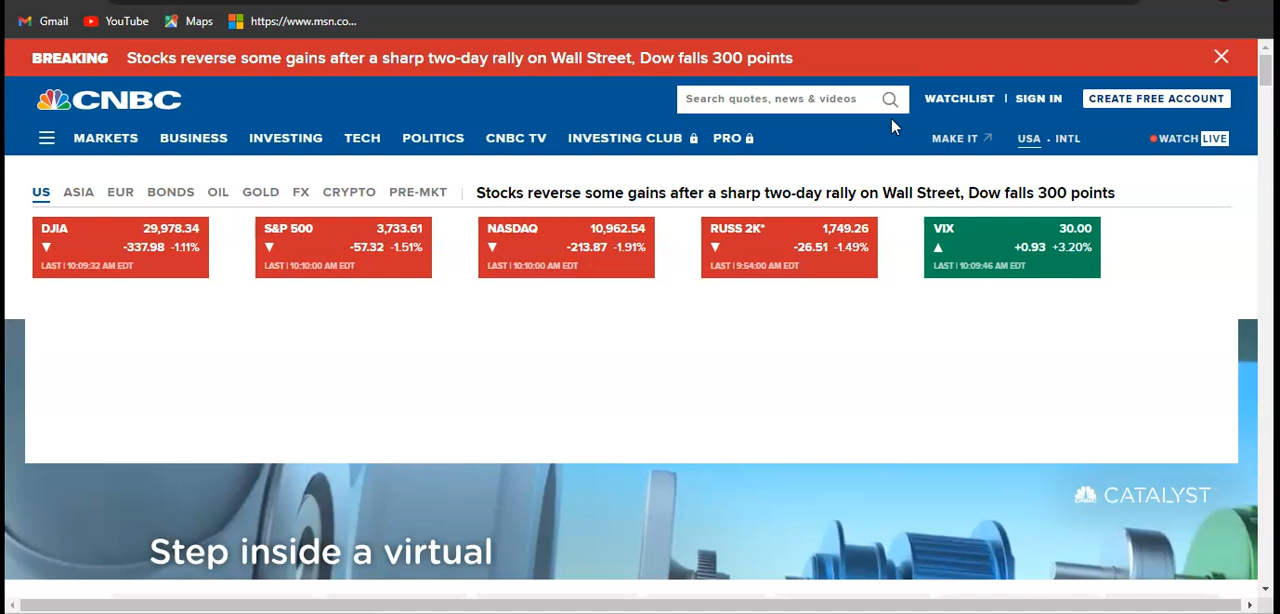 Gmail YouTube Maps https://www.msn.co...
BREAKING Stocks reverse some gains after a sharp two-day rally on Wall Street, Dow falls 300 points
CNBC Search quotes, news & videos WATCHLIST | SIGN IN CREATE FREE ACCOUNT
MARKETS BUSINESS INVESTING TECH POLITICS CNBC TV INVESTING CLUB PRO MAKE IT USA • INTL WATCH LIVE
US ASIA EUR BONDS OIL GOLD FX CRYPTO PRE-MKT | Stocks reverse some gains after a sharp two-day rally on Wall Street, Dow falls 300 points
DJIA 29,978.34 S&P 500 3,733.61 NASDAQ 10,962.54 RUSS 2K* 1,749.26 VIX 30.00
▼ -337.98 -1.11% ▼ -57.32 -1.51% ▼ -213.87 -1.91% ▼ -26.51 -1.49% ▲ +0.93 +3.20%
LAST | 10:09:32 AM EDT LAST | 10:10:00 AM EDT LAST | 10:10:00 AM EDT LAST | 9:54:00 AM EDT LAST | 10:09:46 AM EDT
CATALYST
Step inside a virtual